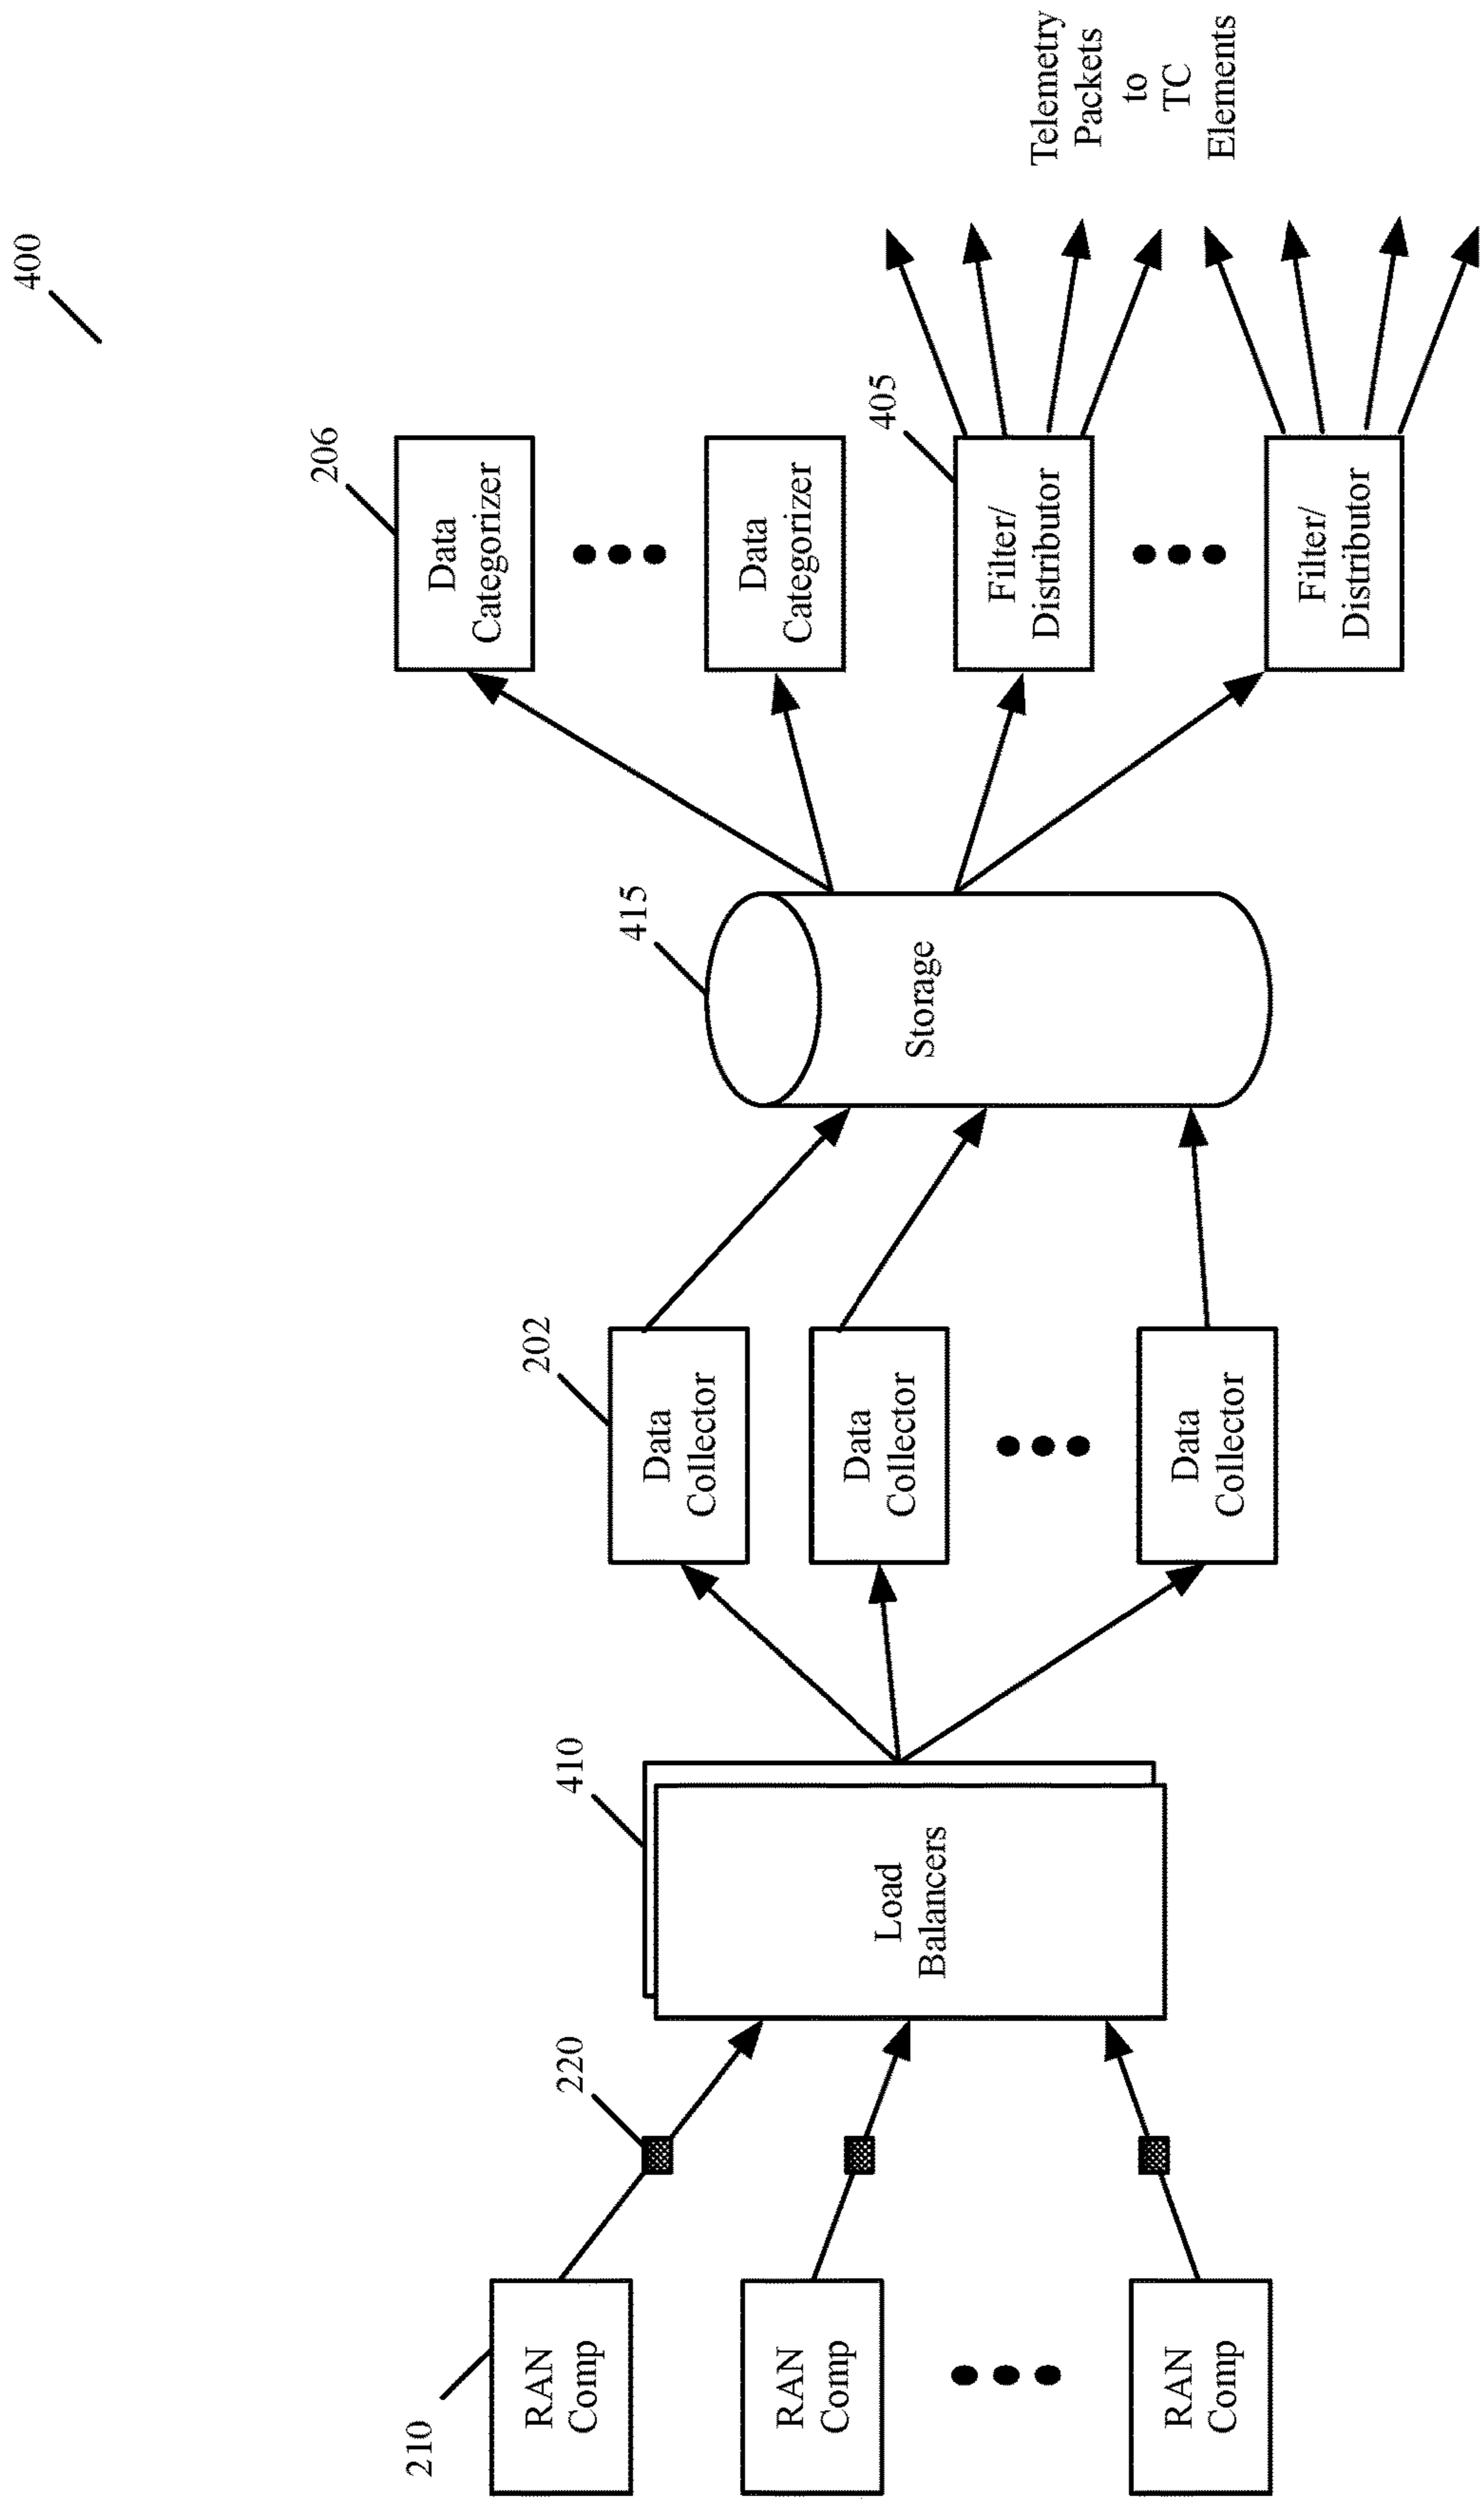 400
210
RAN
Comp
RAN
Comp
RAN
Comp
220
410
Load
Balancers
202
Data
Collector
Data
Collector
Data
Collector
415
Storage
206
Data
Categorizer
Data
Categorizer
405
Filter/
Distributor
Filter/
Distributor
Telemetry
Packets
to
TC
Elements